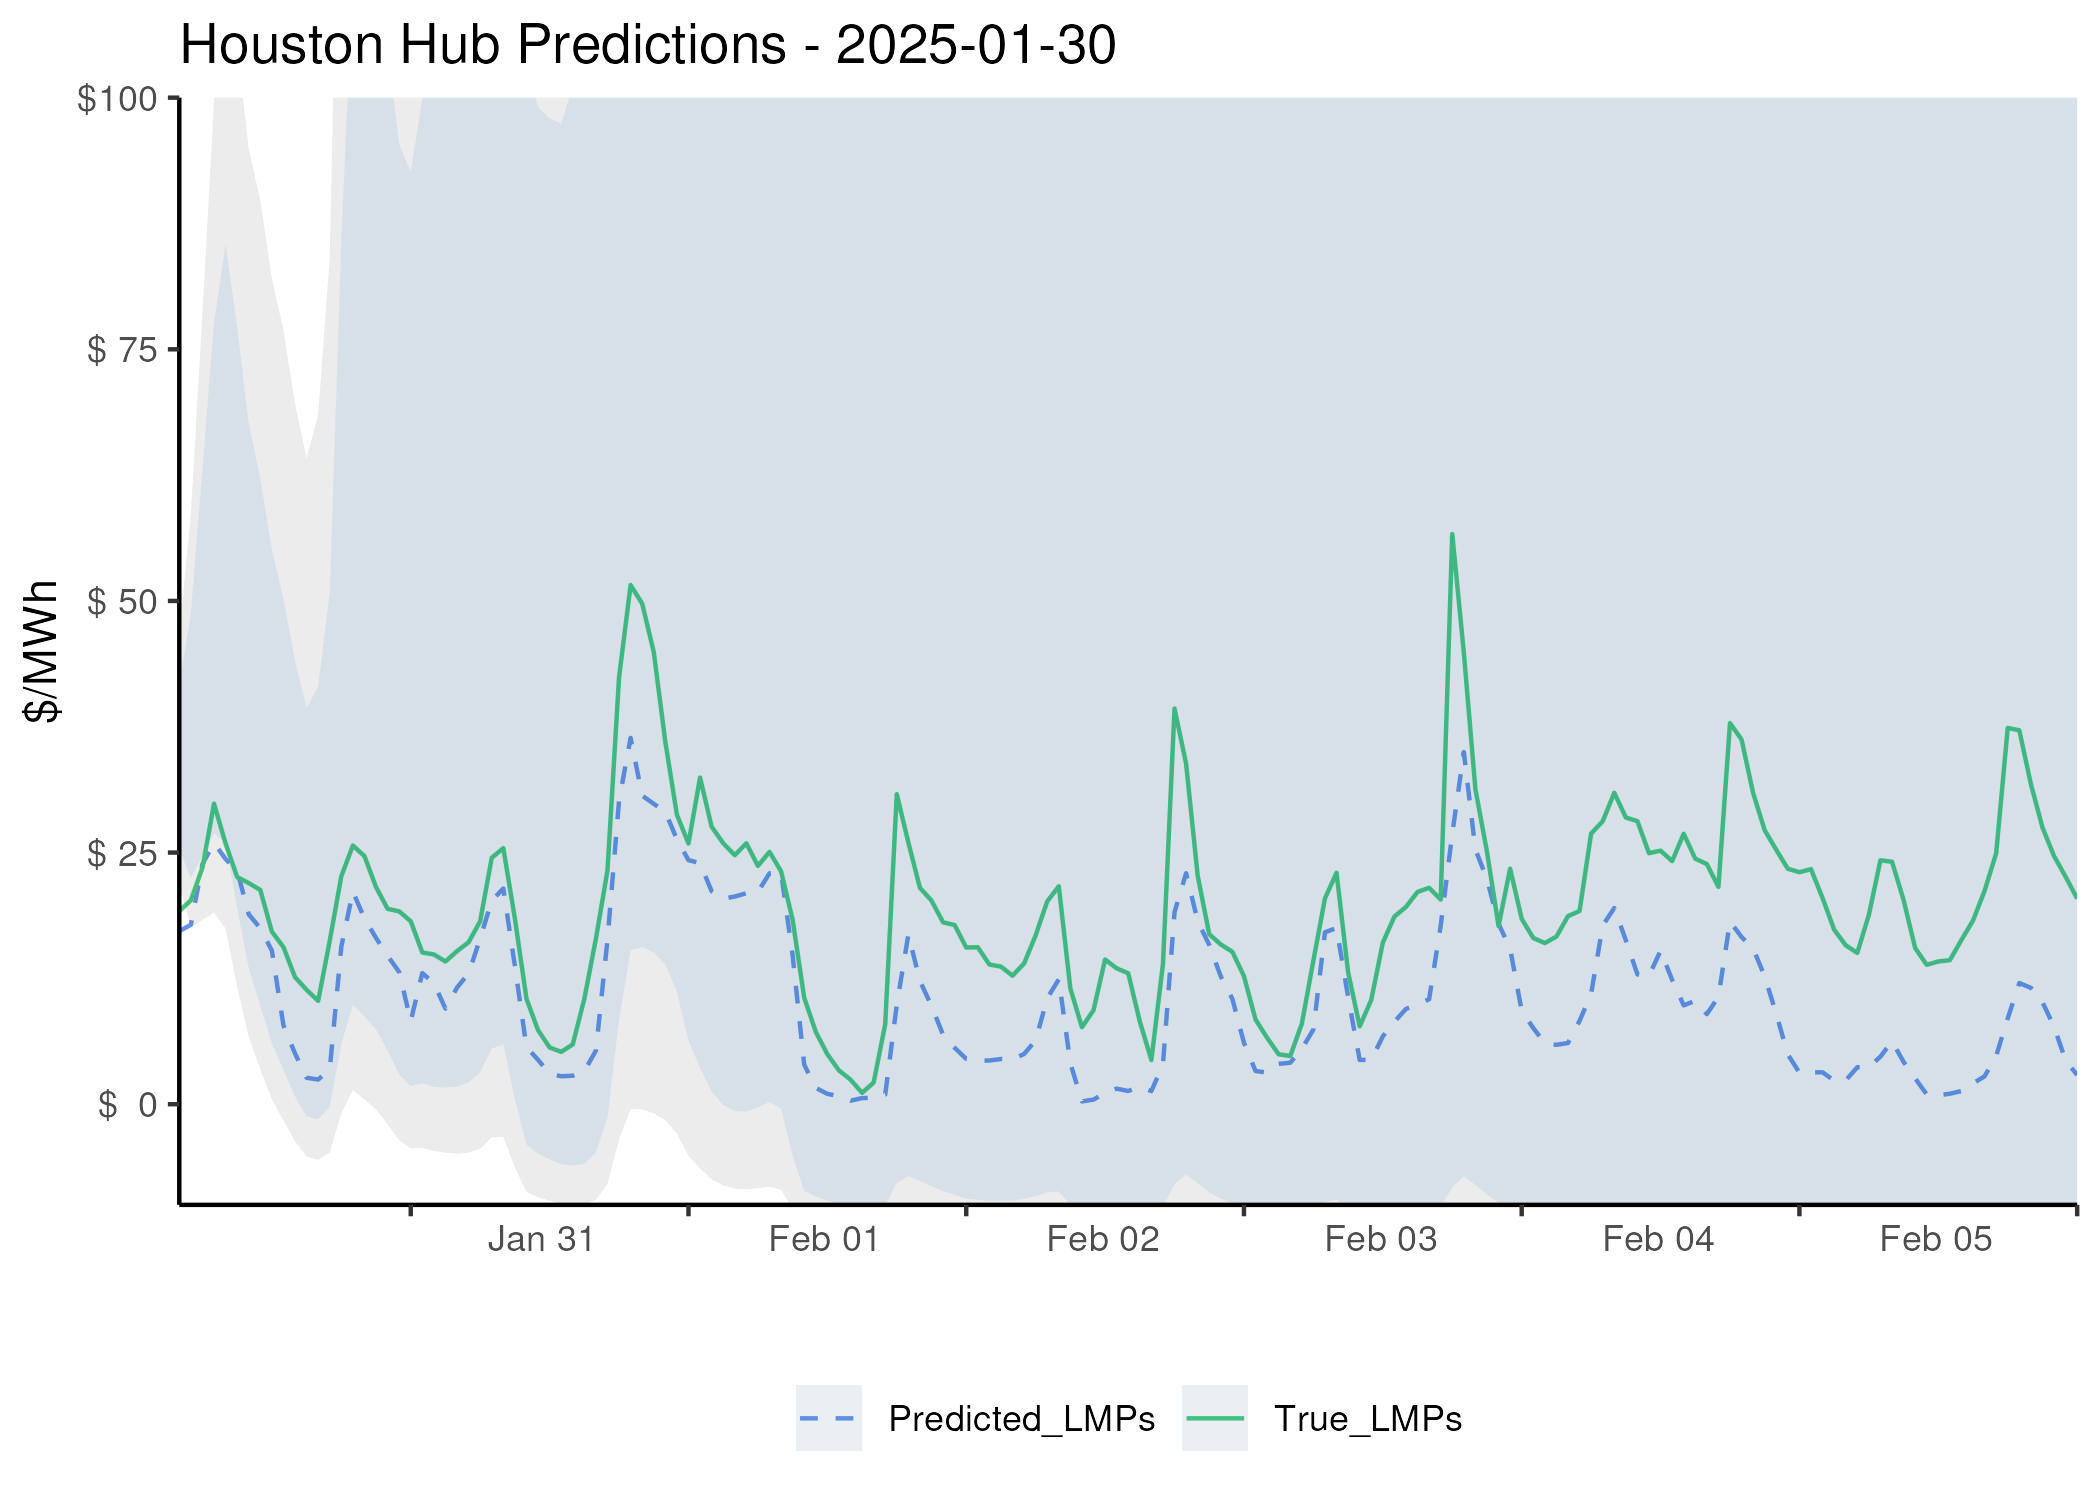 Houston Hub Predictions - 2025-01-30
$100
$ 75
$ 50
$ 25
$  0
$/MWh
Jan 31 Feb 01 Feb 02 Feb 03 Feb 04 Feb 05
Predicted_LMPs True_LMPs